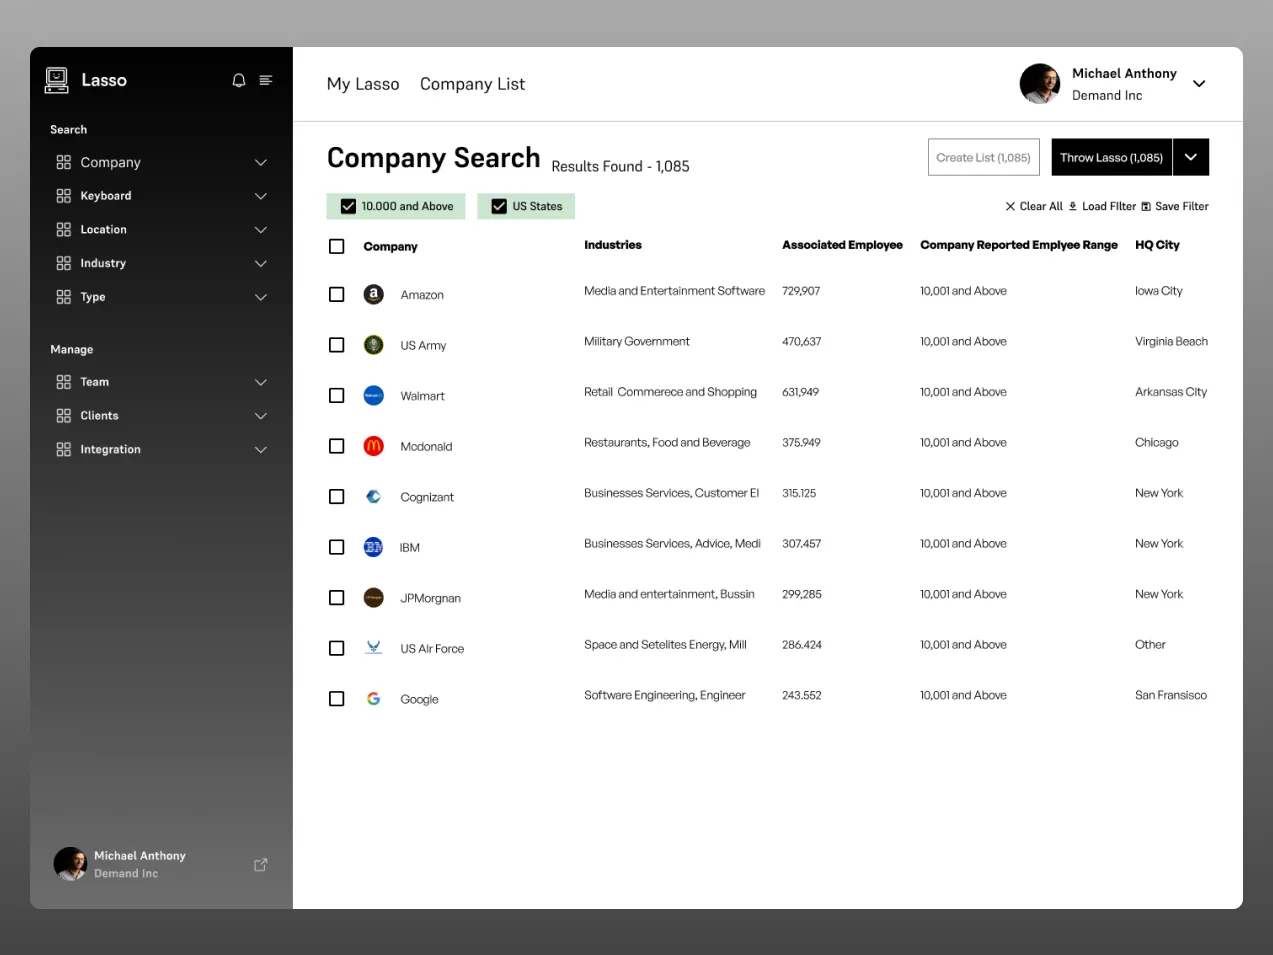 Lasso
Search
Company
Keyboard
Location
Industry
Type
Manage
Team
Clients
Integration
Michael Anthony
Demand Inc
My Lasso Company List
Michael Anthony
Demand Inc
Company Search Results Found - 1,085
Create List (1,085) Throw Lasso (1,085)
10.000 and Above US States
Clear All Load Filter Save Filter
Company Industries Associated Employee Company Reported Emplyee Range HQ City
Amazon Media and Entertainment Software 729,907 10,001 and Above Iowa City
US Army Military Government 470,637 10,001 and Above Virginia Beach
Walmart Retail Commerece and Shopping 631,949 10,001 and Above Arkansas City
Mcdonald Restaurants, Food and Beverage 375.949 10,001 and Above Chicago
Cognizant Businesses Services, Customer El 315.125 10,001 and Above New York
IBM IBM Businesses Services, Advice, Medi 307.457 10,001 and Above New York
JPMorgnan Media and entertainment, Bussin 299,285 10,001 and Above New York
US Air Force Space and Setelites Energy, Mill 286.424 10,001 and Above Other
Google Software Engineering, Engineer 243.552 10,001 and Above San Fransisco